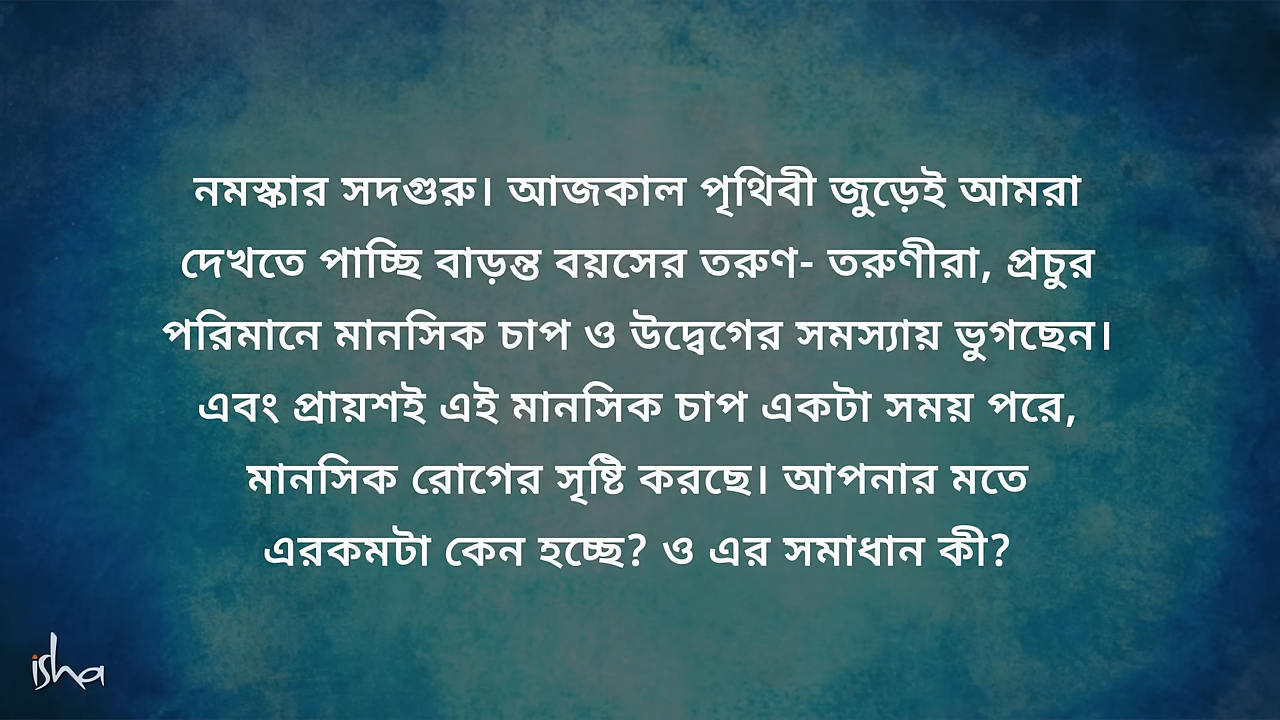 নমস্কার সদগুরু। আজকাল পৃথিবী জুড়েই আমরা
দেখতে পাচ্ছি বাড়ন্ত বয়সের তরুণ- তরুণীরা, প্রচুর
পরিমানে মানসিক চাপ ও উদ্বেগের সমস্যায় ভুগছেন।
এবং প্রায়শই এই মানসিক চাপ একটা সময় পরে,
মানসিক রোগের সৃষ্টি করছে। আপনার মতে
এরকমটা কেন হচ্ছে? ও এর সমাধান কী?
isha